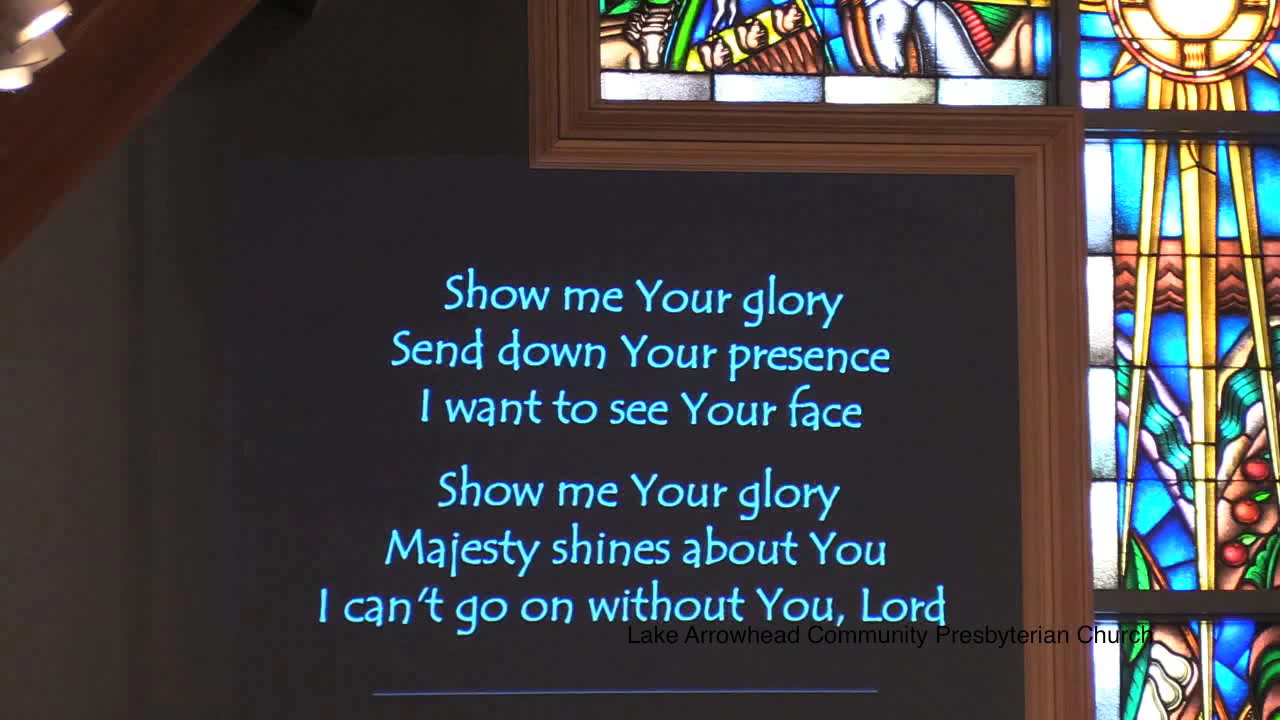 Show me Your glory
Send down Your presence
I want to see Your face
Show me Your glory
Majesty shines about You
I can't go on without You, Lord
Lake Arrowhead Community Presbyterian Church